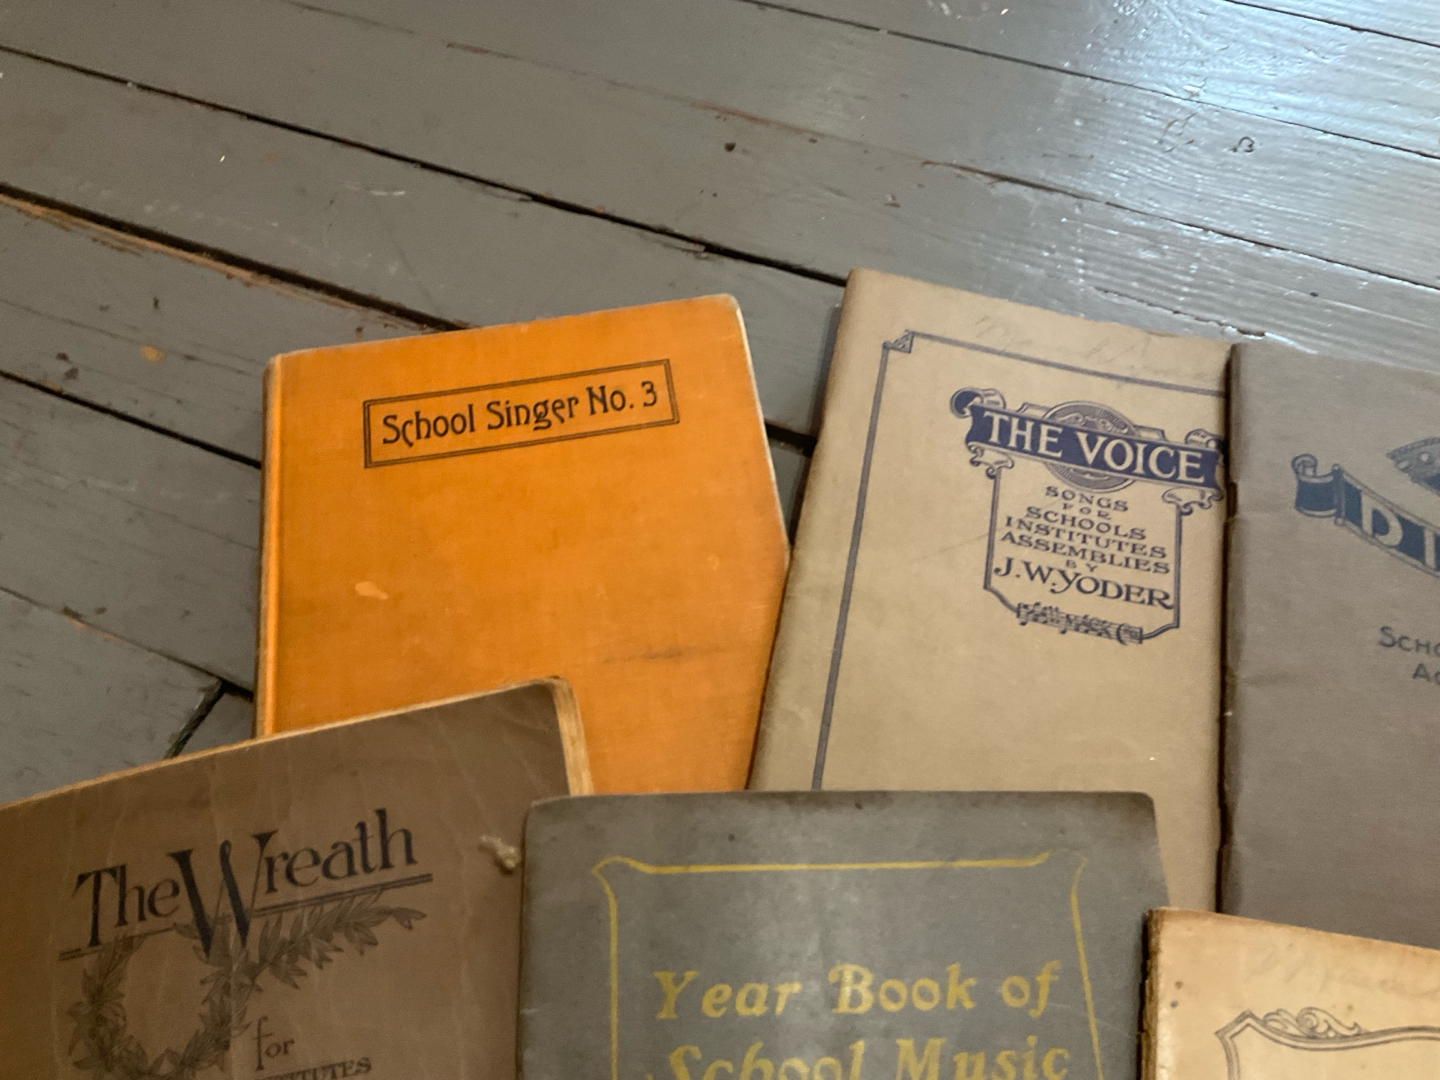 School Singer No. 3
THE VOICE
SONGS
FOR
SCHOOLS
INSTITUTES
ASSEMBLIES
BY
J.W.YODER
The Wreath
for
Year Book of
School Music